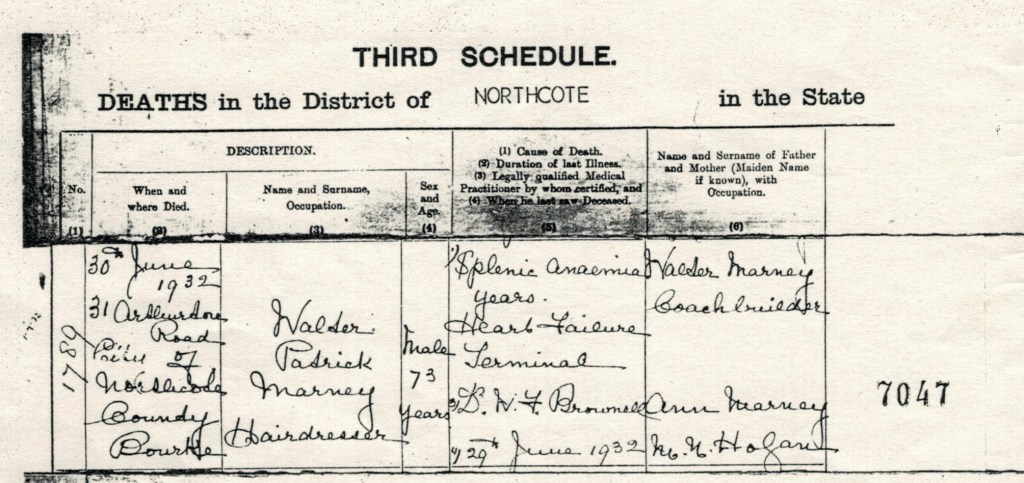 THIRD SCHEDULE.
DEATHS in the District of NORTHCOTE in the State
No.
(1)
DESCRIPTION.
When and
where Died.
(2)
Name and Surname,
Occupation.
(3)
Sex
and
Age.
(4)
(1) Cause of Death.
(2) Duration of last Illness.
(3) Legally qualified Medical
Practitioner by whom certified, and
(4) When he last saw Deceased.
(5)
Name and Surname of Father
and Mother (Maiden Name
if known), with
Occupation.
(6)
1789
30th June
1932
31 Arthurton
Road
City of
Northcote
County
Bourke
Walter
Patrick
Marney
Hairdresser
Male
73
years
1) Splenic Anaemia
years.
Heart Failure
Terminal
3) D. W. F. Brownell
4) 29th June 1932
Walter Marney
Coachbuilder
Ann Marney
M. N. Hogan
7047